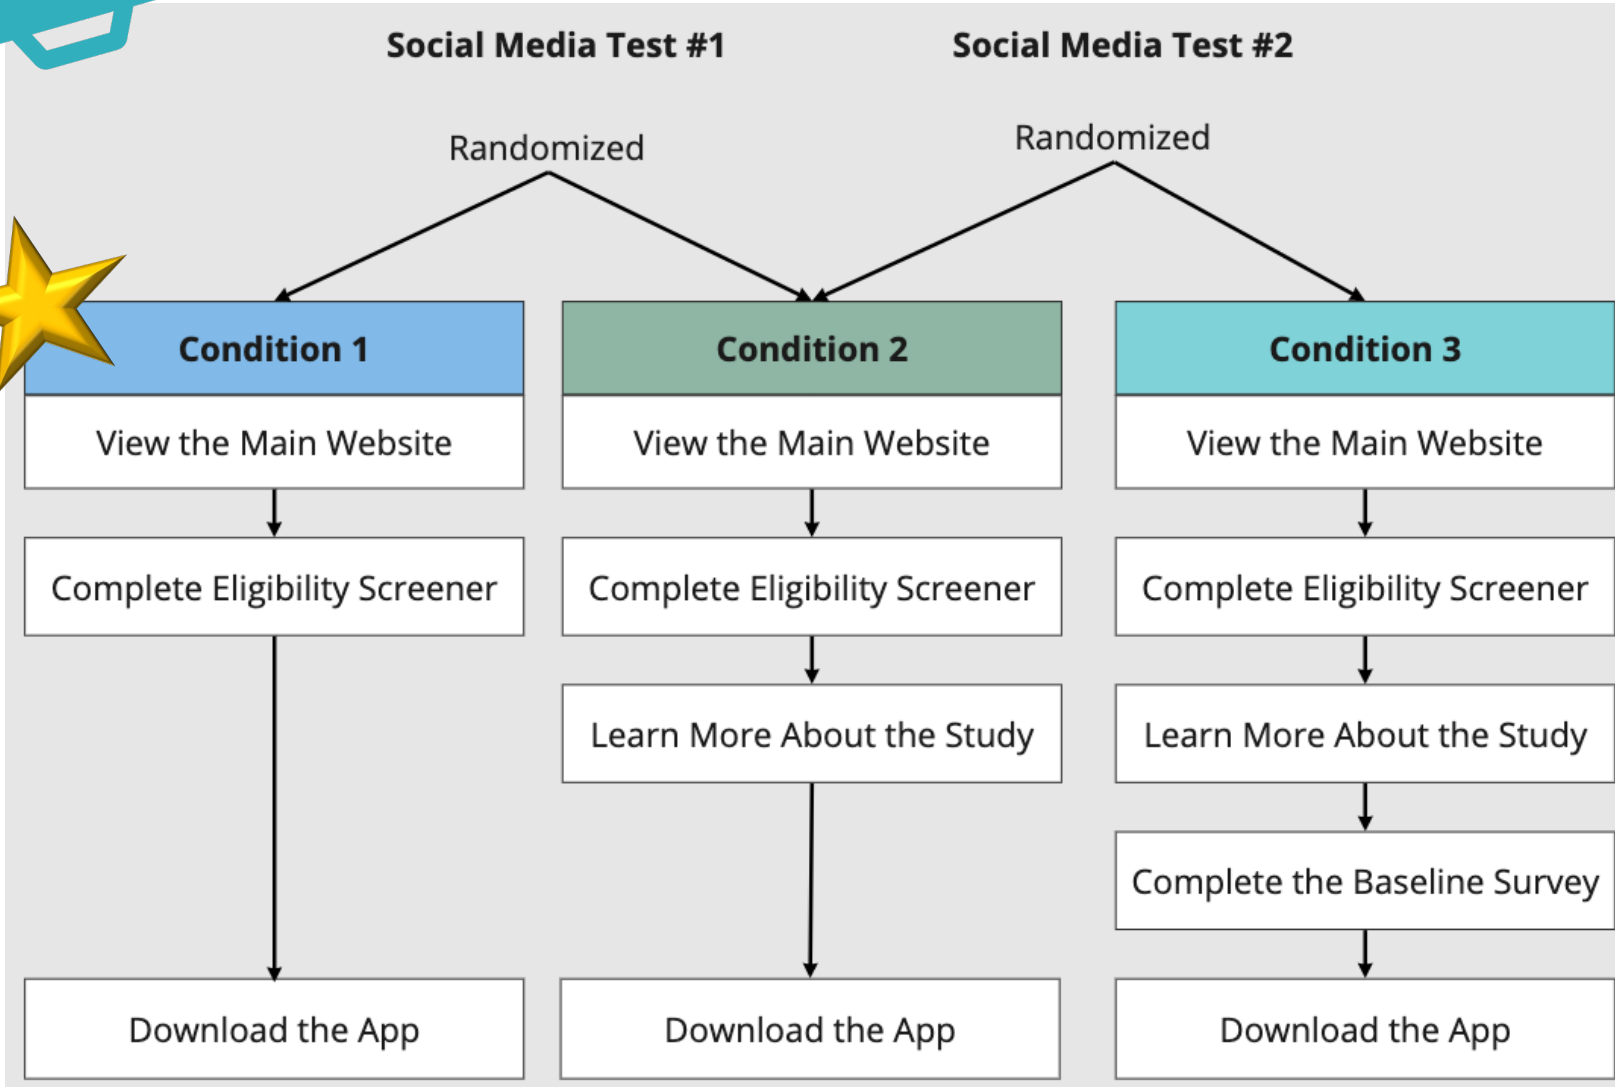 Social Media Test #1
Social Media Test #2
Randomized
Randomized
Condition 1
Condition 2
Condition 3
View the Main Website
View the Main Website
View the Main Website
Complete Eligibility Screener
Complete Eligibility Screener
Complete Eligibility Screener
Learn More About the Study
Learn More About the Study
Complete the Baseline Survey
Download the App
Download the App
Download the App